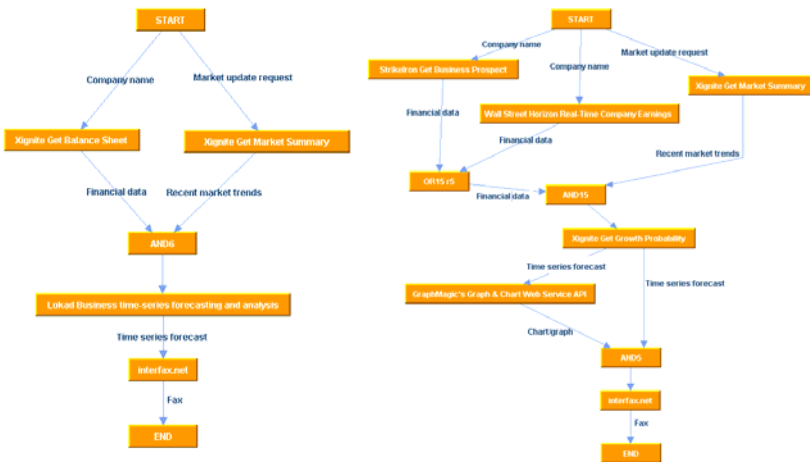 START
Company name
Market update request
Xignite Get Balance Sheet
Xignite Get Market Summary
Financial data
Recent market trends
AND6
Lokad Business time-series forecasting and analysis
Time series forecast
interfax.net
Fax
END
START
Company name
Market update request
StrikeIron Get Business Prospect
Company name
Xignite Get Market Summary
Financial data
Wall Street Horizon Real-Time Company Earnings
Financial data
Recent market trends
OR15 r5
Financial data
AND15
Xignite Get Growth Probability
Time series forecast
Time series forecast
GraphMagic's Graph & Chart Web Service API
Chart/graph
AND5
interfax.net
Fax
END